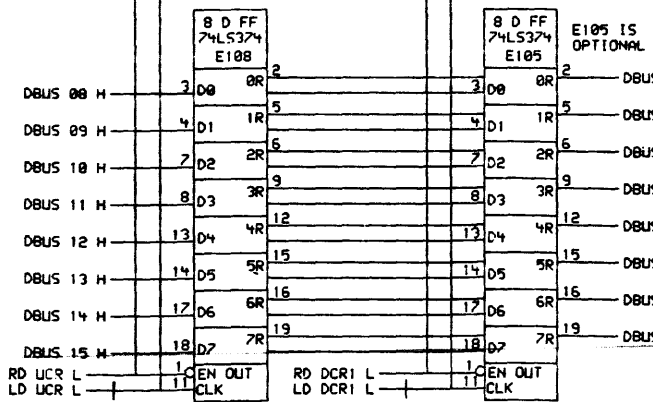 8 D FF
74LS374
E108
8 D FF
74LS374
E105
E105 IS
OPTIONAL
DBUS 08 H 3 D0 0R 2 3 D0 0R 2 DBUS
DBUS 09 H 4 D1 1R 5 4 D1 1R 5 DBUS
DBUS 10 H 7 D2 2R 6 7 D2 2R 6 DBUS
DBUS 11 H 8 D3 3R 9 8 D3 3R 9 DBUS
DBUS 12 H 13 D4 4R 12 13 D4 4R 12 DBUS
DBUS 13 H 14 D5 5R 15 14 D5 5R 15 DBUS
DBUS 14 H 17 D6 6R 16 17 D6 6R 16 DBUS
DBUS 15 H 18 D7 7R 19 18 D7 7R 19 DBUS
RD UCR L 1 EN OUT RD DCR1 L 1 EN OUT
LD UCR L 11 CLK LD DCR1 L 11 CLK